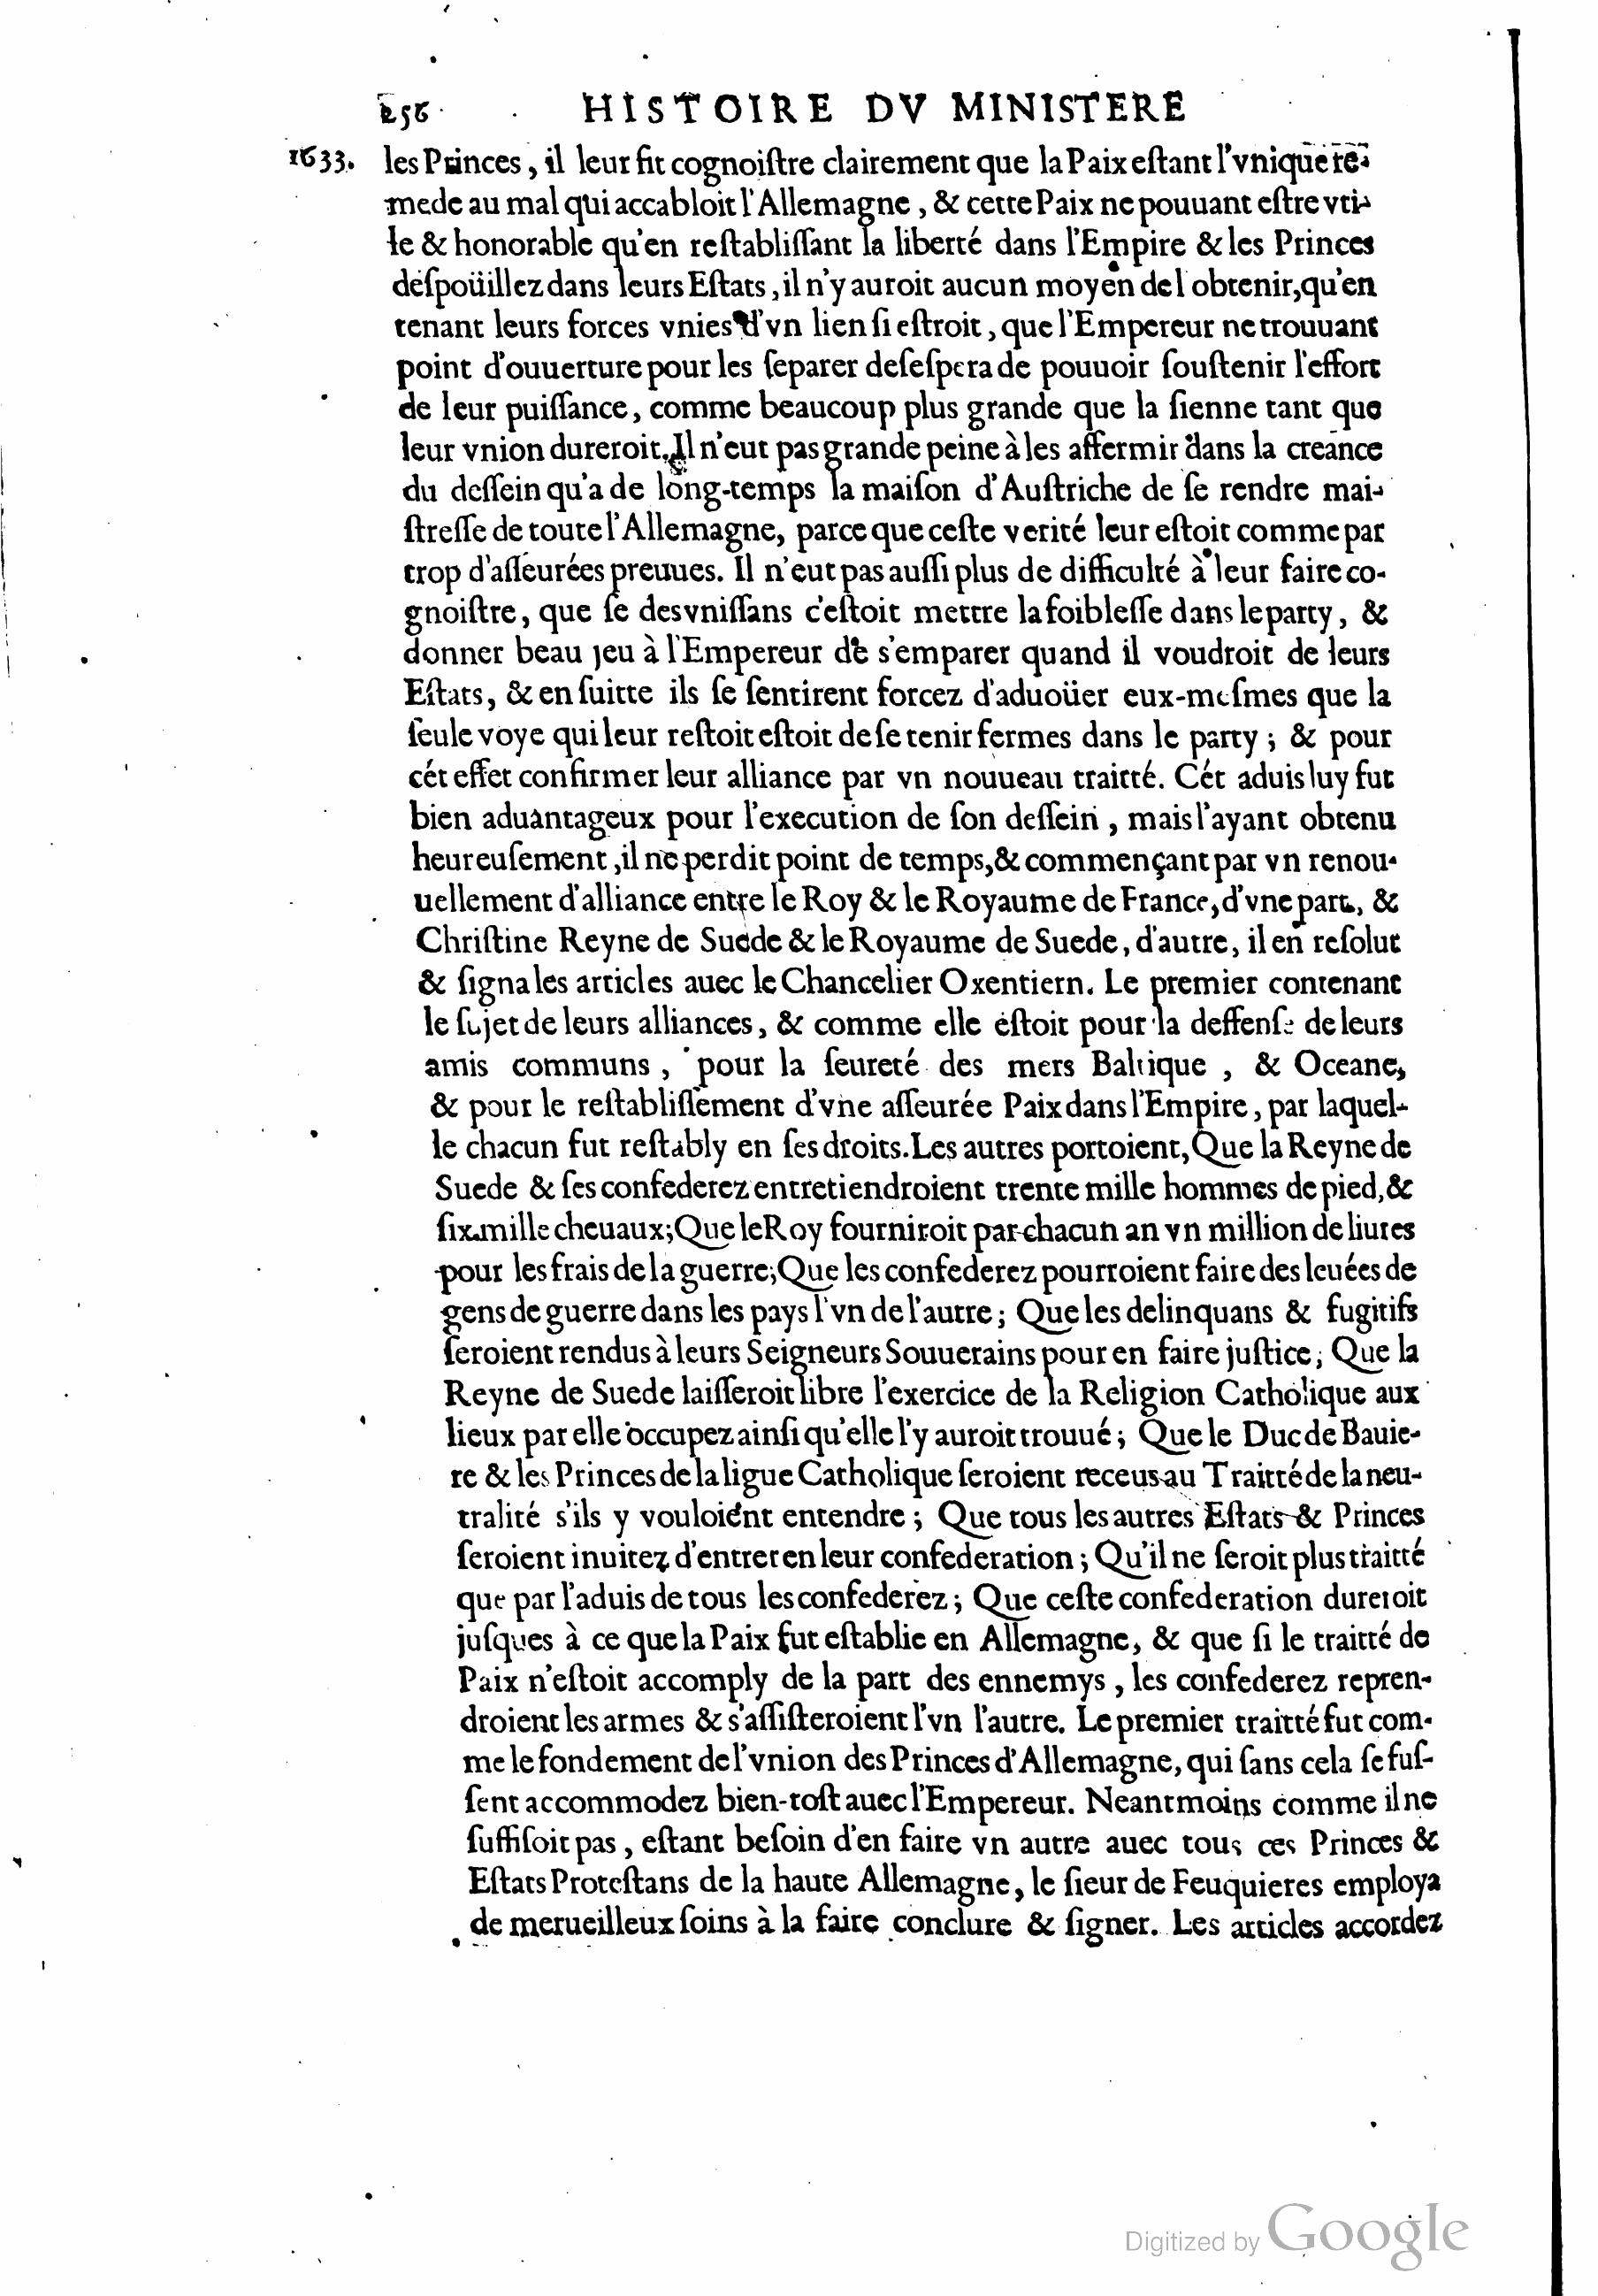 256 HISTOIRE DV MINISTERE
1633. les Princes, il leur fit cognoiſtre clairement que la Paix eſtant l'vnique re-
mede au mal qui accabloit l'Allemagne, & cette Paix ne pouuant eſtre vti-
le & honorable qu'en reſtabliſſant la liberté dans l'Empire & les Princes
deſpoüillez dans leurs Eſtats, il n'y auroit aucun moyen de l obtenir, qu'en
tenant leurs forces vnies d'vn lien ſi eſtroit, que l'Empereur ne trouuant
point d'ouuerture pour les ſeparer deſeſpera de pouuoir ſouſtenir l'effort
de leur puiſſance, comme beaucoup plus grande que la ſienne tant que
leur vnion dureroit. Il n'eut pas grande peine à les affermir dans la creance
du deſſein qu'a de long-temps la maiſon d'Auſtriche de ſe rendre mai-
ſtreſſe de toute l'Allemagne, parce que ceſte verité leur eſtoit comme par
trop d'aſſeurées preuues. Il n'eut pas auſſi plus de difficulté à leur faire co-
gnoiſtre, que ſe desvniſſans c'eſtoit mettre la foibleſſe dans le party, &
donner beau jeu à l'Empereur de s'emparer quand il voudroit de leurs
Eſtats, & en ſuitte ils ſe ſentirent forcez d'aduoüer eux-meſmes que la
ſeule voye qui leur reſtoit eſtoit de ſe tenir fermes dans le party; & pour
cét effet confirmer leur alliance par vn nouueau traitté. Cét aduis luy fut
bien aduantageux pour l'execution de ſon deſſein, mais l'ayant obtenu
heureuſement, il ne perdit point de temps, & commençant par vn renou-
uellement d'alliance entre le Roy & le Royaume de France, d'vne part, &
Chriſtine Reyne de Suede & le Royaume de Suede, d'autre, il en reſolut
& ſigna les articles auec le Chancelier Oxentiern. Le premier contenant
le ſujet de leurs alliances, & comme elle eſtoit pour la deffenſe de leurs
amis communs, pour la ſeureté des mers Baltique, & Oceane,
& pour le reſtabliſſement d'vne aſſeurée Paix dans l'Empire, par laquel-
le chacun fut reſtably en ſes droits. Les autres portoient, Que la Reyne de
Suede & ſes confederez entretiendroient trente mille hommes de pied, &
ſix mille cheuaux; Que le Roy fourniroit par chacun an vn million de liures
pour les frais de la guerre; Que les confederez pourroient faire des leuées de
gens de guerre dans les pays l'vn de l'autre; Que les delinquans & fugitifs
ſeroient rendus à leurs Seigneurs Souuerains pour en faire juſtice; Que la
Reyne de Suede laiſſeroit libre l'exercice de la Religion Catholique aux
lieux par elle occupez ainſi qu'elle l'y auroit trouué; Que le Duc de Bauie-
re & les Princes de la ligue Catholique ſeroient receus au Traitté de la neu-
tralité s'ils y vouloient entendre; Que tous les autres Eſtats & Princes
ſeroient inuitez d'entrer en leur confederation; Qu'il ne ſeroit plus traitté
que par l'aduis de tous les confederez; Que ceſte confederation dureroit
juſques à ce que la Paix fut eſtablie en Allemagne, & que ſi le traitté de
Paix n'eſtoit accomply de la part des ennemys, les confederez repren-
droient les armes & s'aſſiſteroient l'vn l'autre. Le premier traitté fut com-
me le fondement de l'vnion des Princes d'Allemagne, qui ſans cela ſe fuſ-
ſent accommodez bien-toſt auec l'Empereur. Neantmoins comme il ne
ſuffiſoit pas, eſtant beſoin d'en faire vn autre auec tous ces Princes &
Eſtats Proteſtans de la haute Allemagne, le ſieur de Feuquieres employa
de merueilleux ſoins à la faire conclure & ſigner. Les articles accordez
Digitized by Google